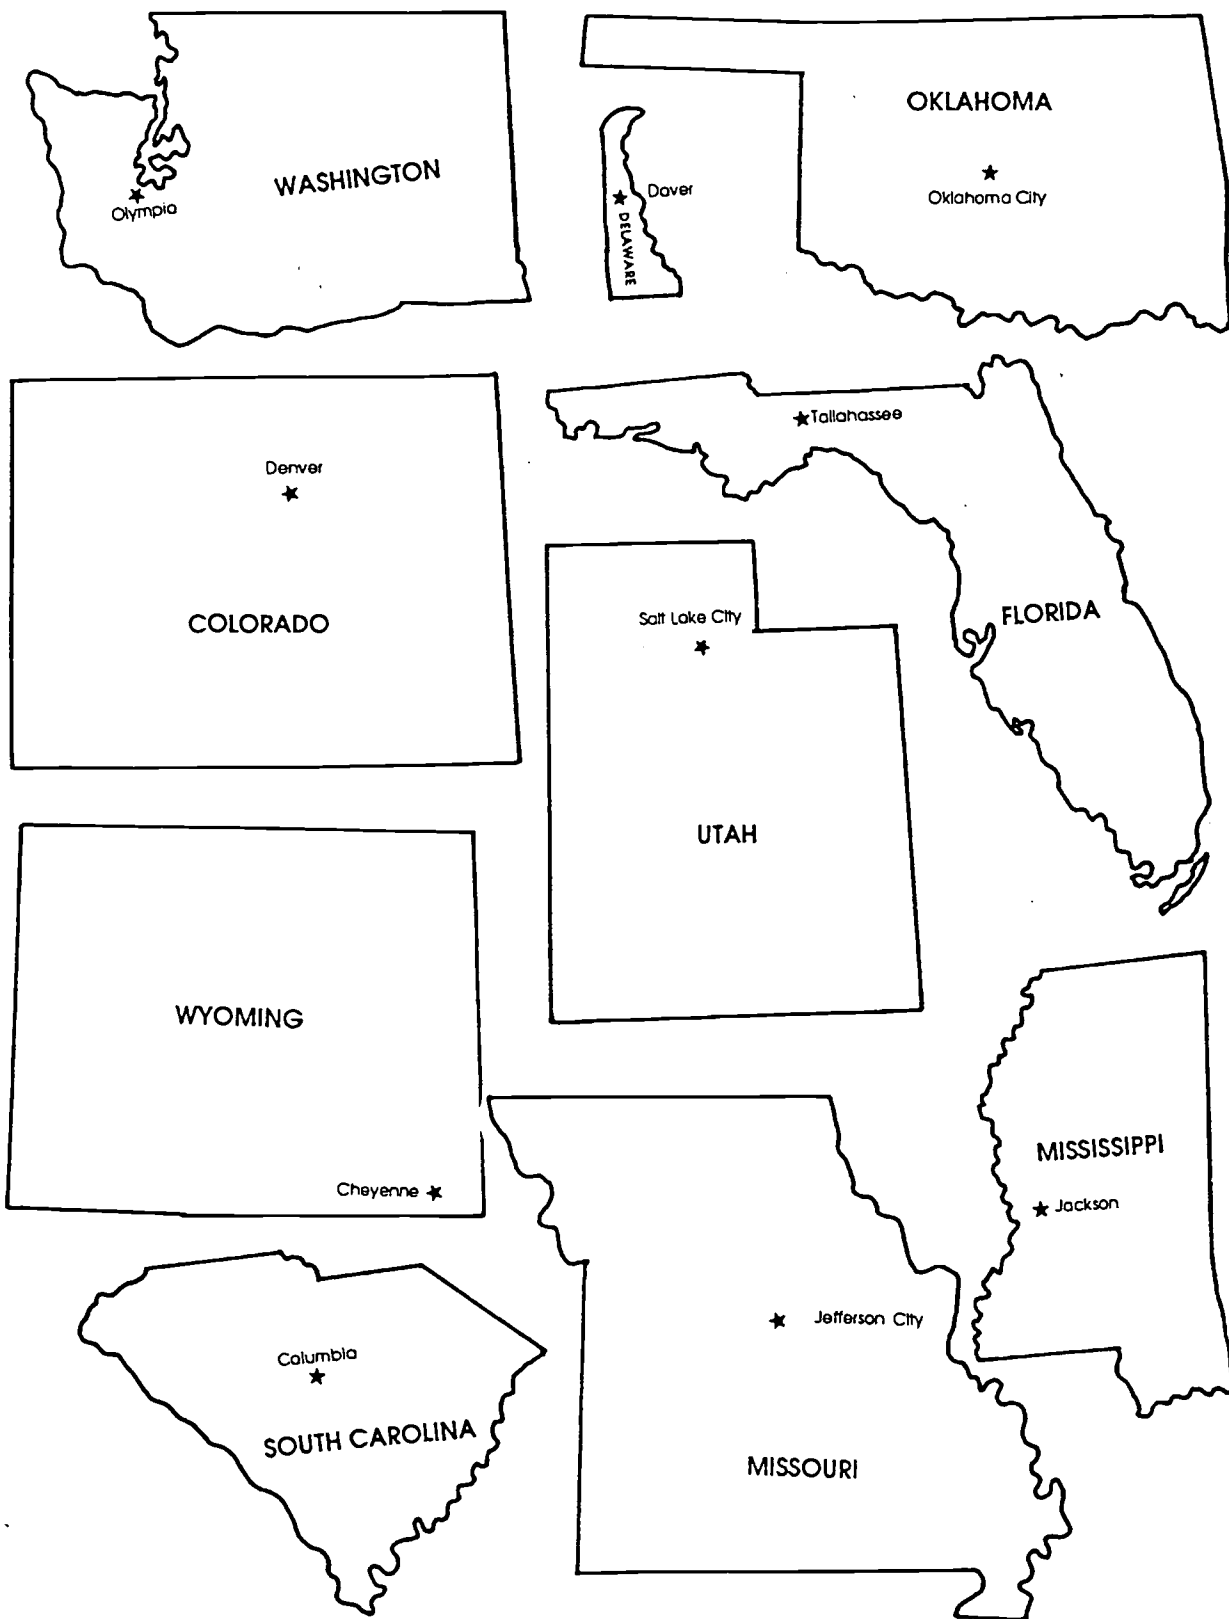 OKLAHOMA
WASHINGTON
Olympia
Dover
DELAWARE
Oklahoma City
Tallahassee
Denver
COLORADO
Salt Lake City
FLORIDA
UTAH
WYOMING
Cheyenne
MISSISSIPPI
Jackson
Jefferson City
Columbia
SOUTH CAROLINA
MISSOURI